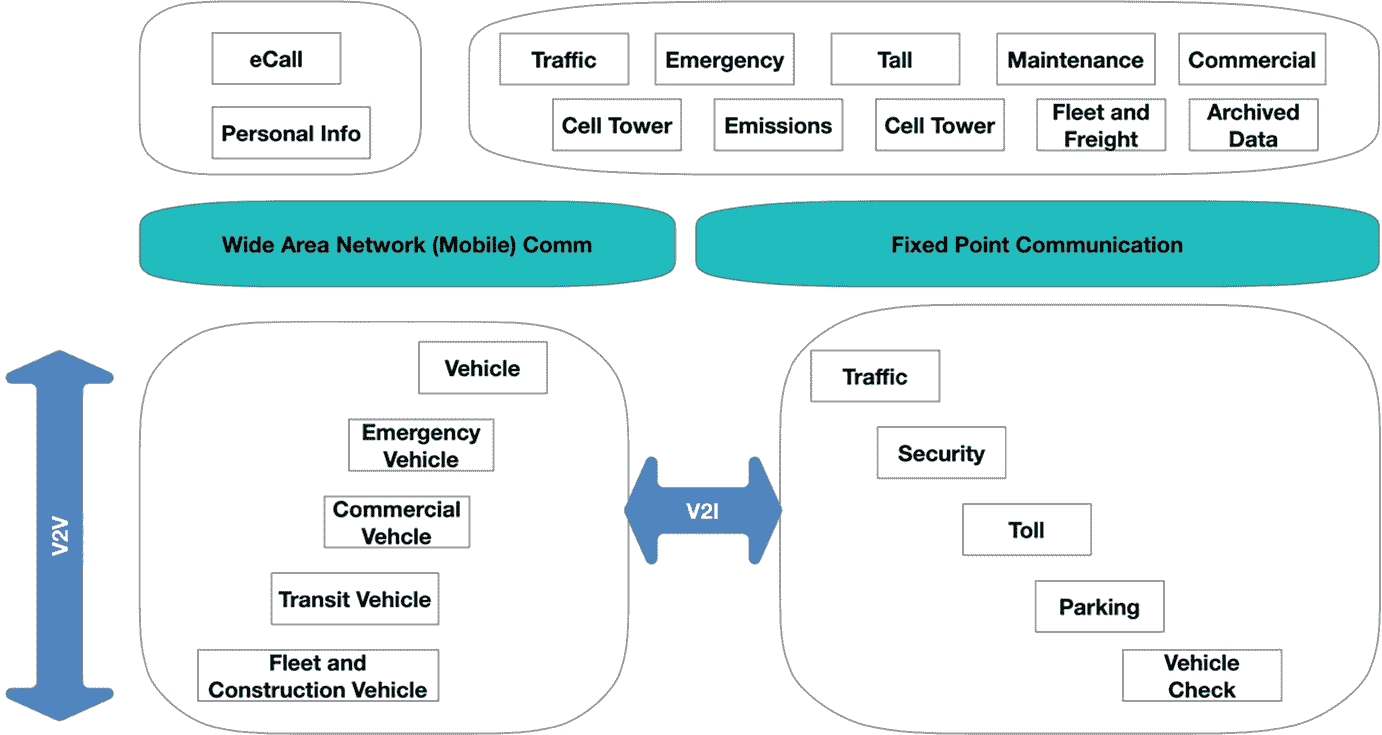 eCall
Personal Info
Traffic
Emergency
Tall
Maintenance
Commercial
Cell Tower
Emissions
Cell Tower
Fleet and
Freight
Archived
Data
Wide Area Network (Mobile) Comm
Fixed Point Communication
V2V
Vehicle
Emergency
Vehicle
Commercial
Vehcle
Transit Vehicle
Fleet and
Construction Vehicle
V2I
Traffic
Security
Toll
Parking
Vehicle
Check